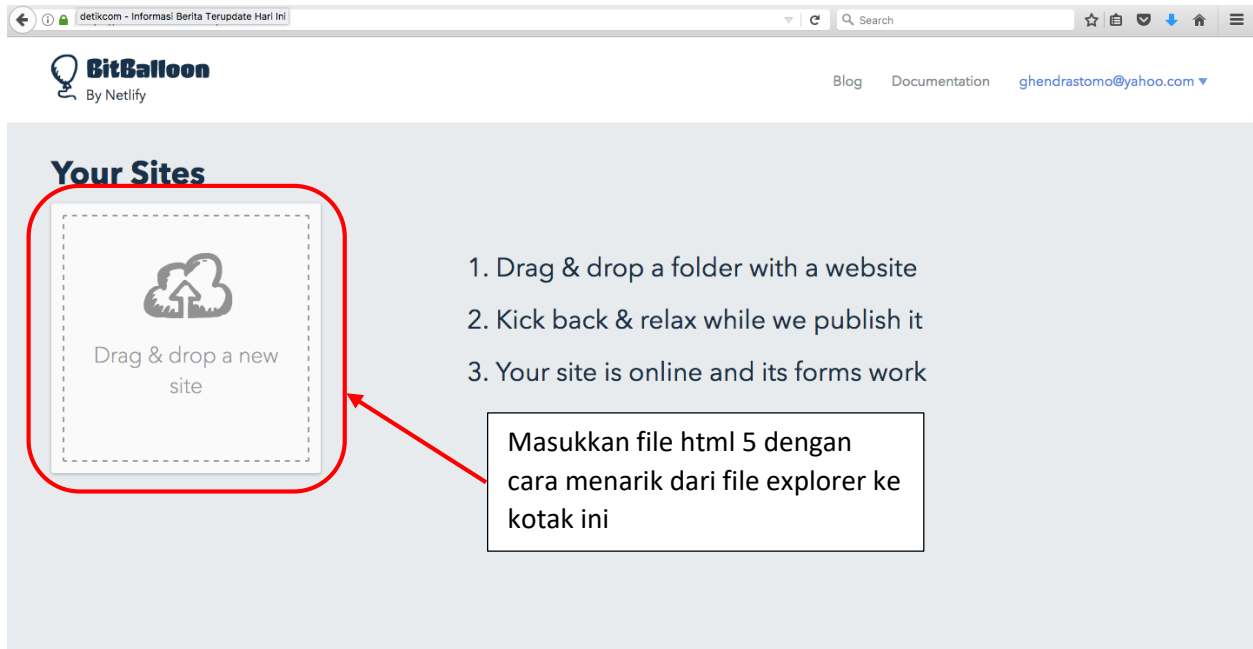 detikcom - Informasi Berita Terupdate Hari Ini
Search
BitBalloon
By Netlify
Blog Documentation ghendrastomo@yahoo.com
Your Sites
Drag & drop a new
site
1. Drag & drop a folder with a website
2. Kick back & relax while we publish it
3. Your site is online and its forms work
Masukkan file html 5 dengan
cara menarik dari file explorer ke
kotak ini